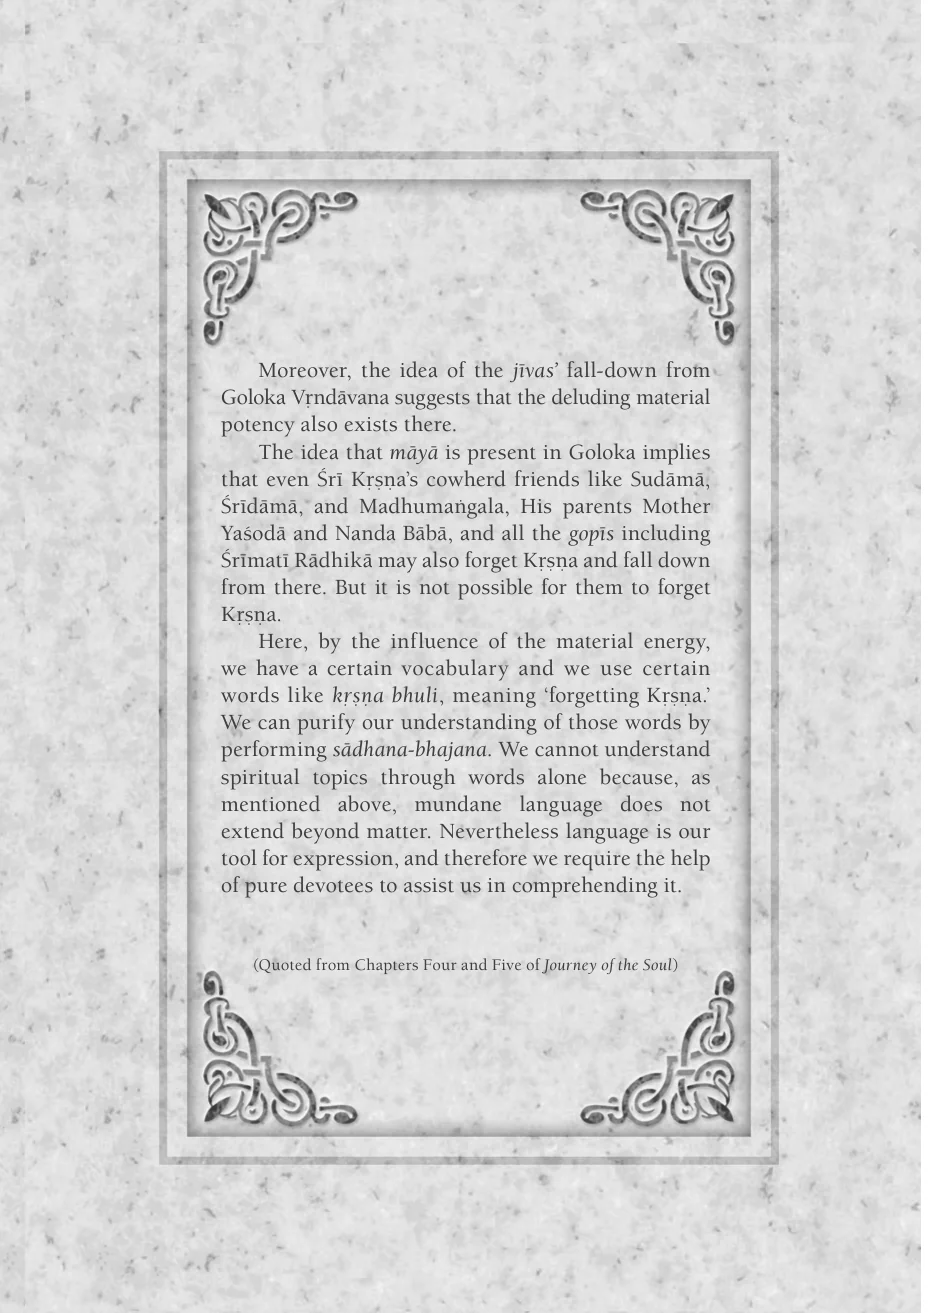 Moreover, the idea of the jīvas’ fall-down from
Goloka Vṛndāvana suggests that the deluding material
potency also exists there.
The idea that māyā is present in Goloka implies
that even Śrī Kṛṣṇa’s cowherd friends like Sudāmā,
Śrīdāmā, and Madhumaṅgala, His parents Mother
Yaśodā and Nanda Bābā, and all the gopīs including
Śrīmatī Rādhikā may also forget Kṛṣṇa and fall down
from there. But it is not possible for them to forget
Kṛṣṇa.
Here, by the influence of the material energy,
we have a certain vocabulary and we use certain
words like kṛṣṇa bhuli, meaning ‘forgetting Kṛṣṇa.’
We can purify our understanding of those words by
performing sādhana-bhajana. We cannot understand
spiritual topics through words alone because, as
mentioned above, mundane language does not
extend beyond matter. Nevertheless language is our
tool for expression, and therefore we require the help
of pure devotees to assist us in comprehending it.
(Quoted from Chapters Four and Five of Journey of the Soul)